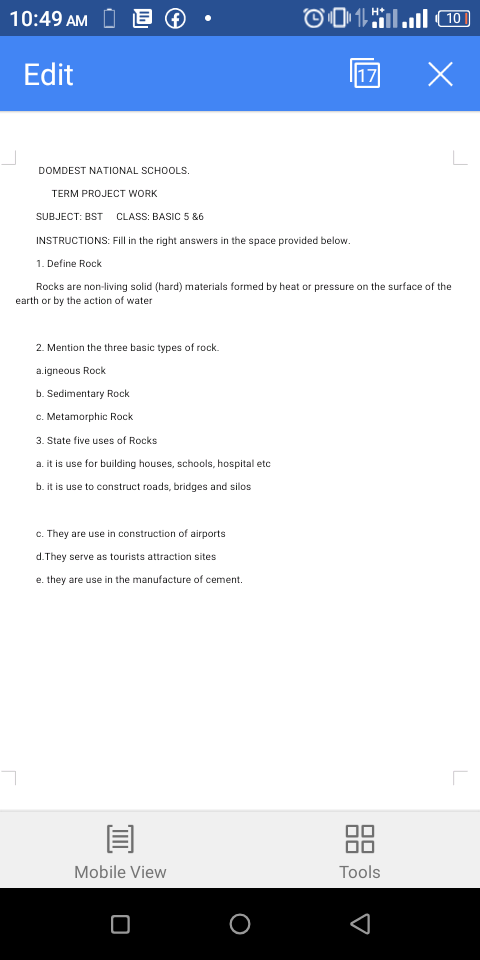 10:49 AM
H+
10
Edit
17
DOMDEST NATIONAL SCHOOLS.
TERM PROJECT WORK
SUBJECT: BST CLASS: BASIC 5 &6
INSTRUCTIONS: Fill in the right answers in the space provided below.
1. Define Rock
Rocks are non-living solid (hard) materials formed by heat or pressure on the surface of the
earth or by the action of water
2. Mention the three basic types of rock.
a.igneous Rock
b. Sedimentary Rock
c. Metamorphic Rock
3. State five uses of Rocks
a. it is use for building houses, schools, hospital etc
b. it is use to construct roads, bridges and silos
c. They are use in construction of airports
d.They serve as tourists attraction sites
e. they are use in the manufacture of cement.
Mobile View
Tools